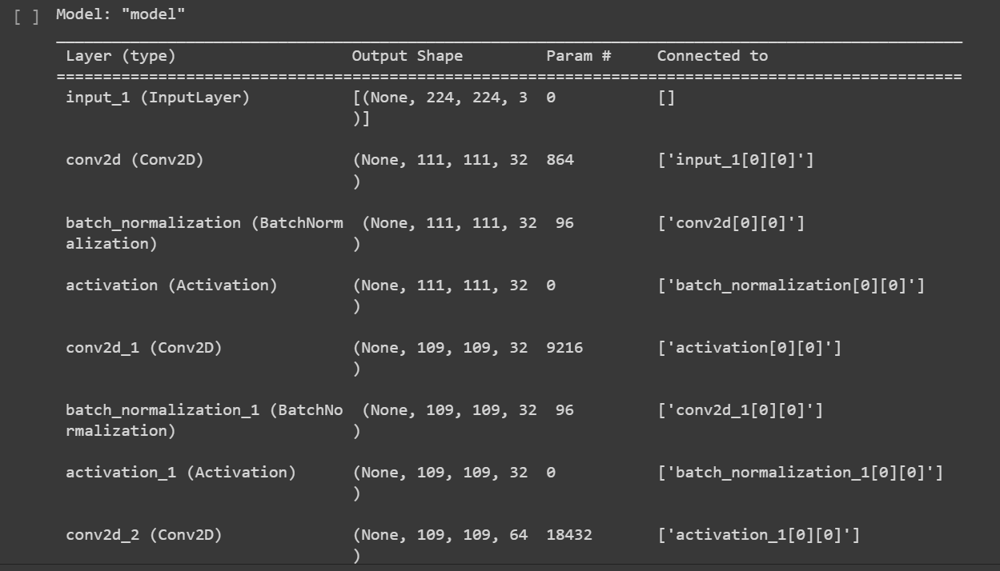 [ ] Model: "model"
__________________________________________________________________________________________________
 Layer (type)                   Output Shape         Param #     Connected to
==================================================================================================
 input_1 (InputLayer)           [(None, 224, 224, 3  0           []
                                )]
 conv2d (Conv2D)                (None, 111, 111, 32  864         ['input_1[0][0]']
                                )
 batch_normalization (BatchNorm  (None, 111, 111, 32  96         ['conv2d[0][0]']
 alization)                     )
 activation (Activation)        (None, 111, 111, 32  0           ['batch_normalization[0][0]']
                                )
 conv2d_1 (Conv2D)              (None, 109, 109, 32  9216        ['activation[0][0]']
                                )
 batch_normalization_1 (BatchNo  (None, 109, 109, 32  96         ['conv2d_1[0][0]']
 rmalization)                   )
 activation_1 (Activation)      (None, 109, 109, 32  0           ['batch_normalization_1[0][0]']
                                )
 conv2d_2 (Conv2D)              (None, 109, 109, 64  18432       ['activation_1[0][0]']
                                )